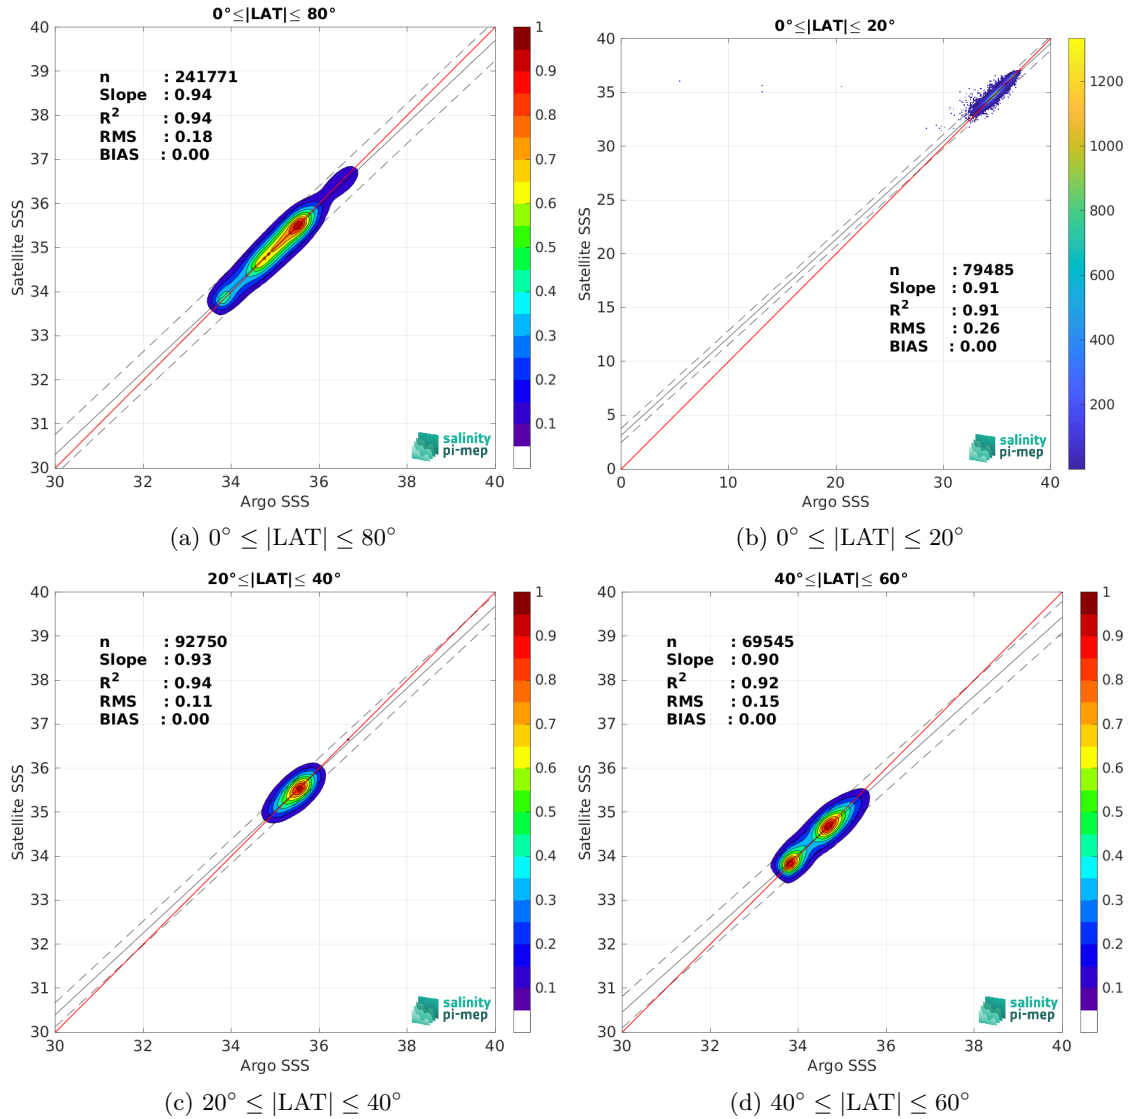 0°≤|LAT|≤ 80°
40
39
38
37
36
35
34
33
32
31
30
30
32
34
36
38
40
Satellite SSS
Argo SSS
n : 241771
Slope : 0.94
R² : 0.94
RMS : 0.18
BIAS : 0.00
salinity
pi-mep
1
0.9
0.8
0.7
0.6
0.5
0.4
0.3
0.2
0.1
(a) 0° ≤ |LAT| ≤ 80°
0°≤|LAT|≤ 20°
40
35
30
25
20
15
10
5
0
0
10
20
30
40
Satellite SSS
Argo SSS
n : 79485
Slope : 0.91
R² : 0.91
RMS : 0.26
BIAS : 0.00
salinity
pi-mep
1200
1000
800
600
400
200
(b) 0° ≤ |LAT| ≤ 20°
20°≤|LAT|≤ 40°
40
39
38
37
36
35
34
33
32
31
30
30
32
34
36
38
40
Satellite SSS
Argo SSS
n : 92750
Slope : 0.93
R² : 0.94
RMS : 0.11
BIAS : 0.00
salinity
pi-mep
1
0.9
0.8
0.7
0.6
0.5
0.4
0.3
0.2
0.1
(c) 20° ≤ |LAT| ≤ 40°
40°≤|LAT|≤ 60°
40
39
38
37
36
35
34
33
32
31
30
30
32
34
36
38
40
Satellite SSS
Argo SSS
n : 69545
Slope : 0.90
R² : 0.92
RMS : 0.15
BIAS : 0.00
salinity
pi-mep
1
0.9
0.8
0.7
0.6
0.5
0.4
0.3
0.2
0.1
(d) 40° ≤ |LAT| ≤ 60°